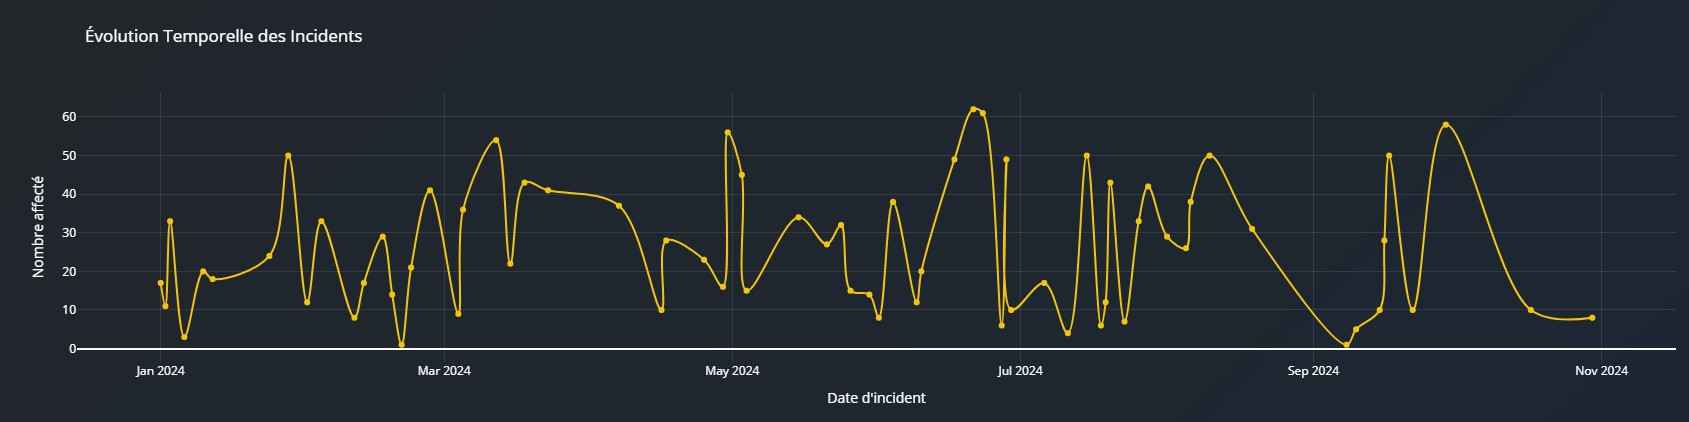 Évolution Temporelle des Incidents
Nombre affecté
60
50
40
30
20
10
0
Jan 2024
Mar 2024
May 2024
Jul 2024
Sep 2024
Nov 2024
Date d'incident